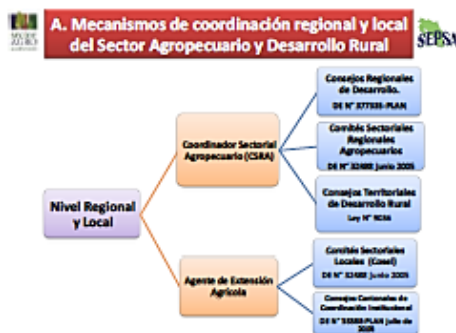 A. Mecanismos de coordinación regional y local
del Sector Agropecuario y Desarrollo Rural
SEPSA
Nivel Regional
y Local
Coordinador Sectorial
Agropecuario (CSRA)
Consejos Regionales
de Desarrollo.
Comités Sectoriales
Regionales
Agropecuarios
DE N° 32488 junio 2005
Consejos Territoriales
de Desarrollo Rural
Ley N° 9036
Agente de Extensión
Agrícola
Comités Sectoriales
Locales (Cosel)
DE N° 32488 junio 2005
Consejos Cantonales de
Coordinación Institucional